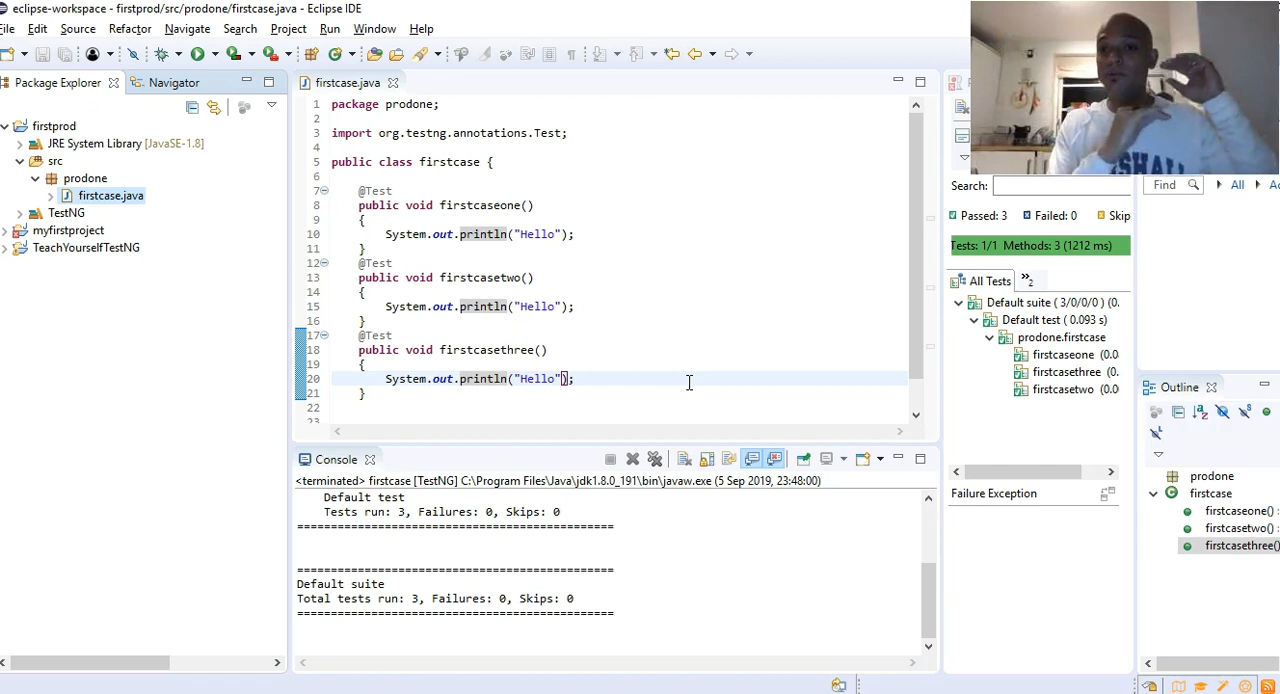 eclipse-workspace - firstprod/src/prodone/firstcase.java - Eclipse IDE
File Edit Source Refactor Navigate Search Project Run Window Help
Package Explorer Navigator
firstprod
JRE System Library [JavaSE-1.8]
src
prodone
firstcase.java
TestNG
myfirstproject
TeachYourselfTestNG
firstcase.java
1 package prodone;
2
3 import org.testng.annotations.Test;
4
5 public class firstcase {
6
7 @Test
8 public void firstcaseone()
9 {
10 System.out.println("Hello");
11 }
12 @Test
13 public void firstcasetwo()
14 {
15 System.out.println("Hello");
16 }
17 @Test
18 public void firstcasethree()
19 {
20 System.out.println("Hello");
21 }
22
23
Console
<terminated> firstcase [TestNG] C:\Program Files\Java\jdk1.8.0_191\bin\javaw.exe (5 Sep 2019, 23:48:00)
Default test
Tests run: 3, Failures: 0, Skips: 0
===============================================
===============================================
Default suite
Total tests run: 3, Failures: 0, Skips: 0
===============================================
Search:
Passed: 3 Failed: 0 Skip
Tests: 1/1 Methods: 3 (1212 ms)
All Tests »2
Default suite ( 3/0/0/0 ) (0.
Default test ( 0.093 s)
prodone.firstcase
firstcaseone (0.0
firstcasethree (0.
firstcasetwo (0.0
Failure Exception
Find All
Outline
prodone
firstcase
firstcaseone() :
firstcasetwo() :
firstcasethree()